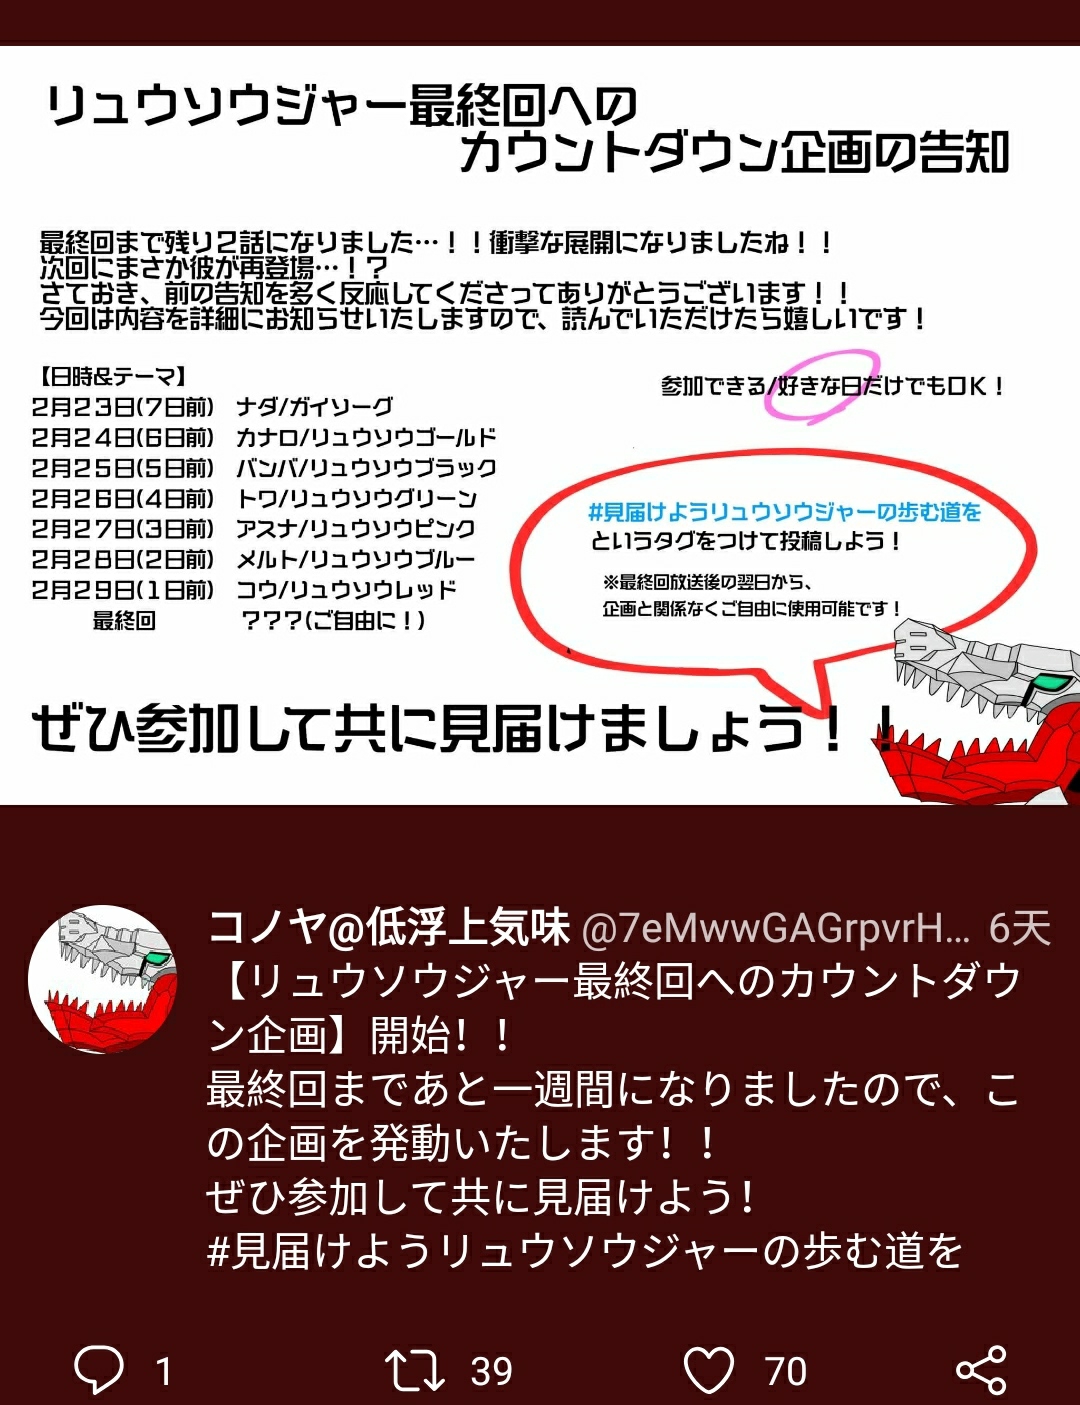 リュウソウジャー最終回への
カウントダウン企画の告知
最終回まで残り2話になりました…！！衝撃な展開になりましたね！！
次回にまさか彼が再登場…！？
さておき、前の告知を多く反応してくださってありがとうございます！！
今回は内容を詳細にお知らせいたしますので、読んでいただけたら嬉しいです！
【日時&テーマ】
2月23日(7日前) ナダ/ガイソーグ
2月24日(6日前) カナロ/リュウソウゴールド
2月25日(5日前) バンバ/リュウソウブラック
2月26日(4日前) トワ/リュウソウグリーン
2月27日(3日前) アスナ/リュウソウピンク
2月28日(2日前) メルト/リュウソウブルー
2月29日(1日前) コウ/リュウソウレッド
最終回 ???(ご自由に！)
参加できる/好きな日だけでもOK！
#見届けようリュウソウジャーの歩む道を
というタグをつけて投稿しよう！
※最終回放送後の翌日から、
企画と関係なくご自由に使用可能です！
ぜひ参加して共に見届けましょう！！
コノヤ@低浮上気味 @7eMwwGAGrpvrH… 6天
【リュウソウジャー最終回へのカウントダウ
ン企画】開始！！
最終回まであと一週間になりましたので、こ
の企画を発動いたします！！
ぜひ参加して共に見届けよう！
#見届けようリュウソウジャーの歩む道を
1 39 70